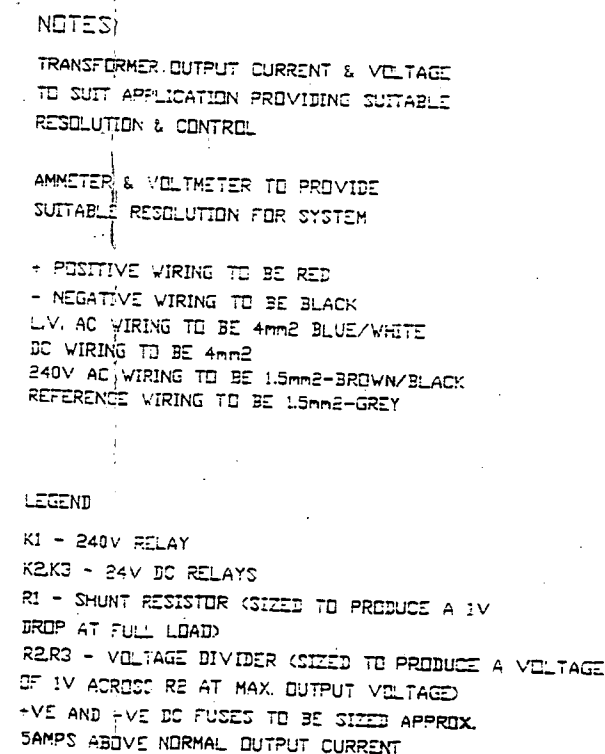 NOTES
TRANSFORMER OUTPUT CURRENT & VOLTAGE
TO SUIT APPLICATION PROVIDING SUITABLE
RESOLUTION & CONTROL
AMMETER & VOLTMETER TO PROVIDE
SUITABLE RESOLUTION FOR SYSTEM
+ POSITIVE WIRING TO BE RED
- NEGATIVE WIRING TO BE BLACK
L.V. AC WIRING TO BE 4mm2 BLUE/WHITE
DC WIRING TO BE 4mm2
240V AC WIRING TO BE 1.5mm2-BROWN/BLACK
REFERENCE WIRING TO BE 1.5mm2-GREY
LEGEND
K1 - 240V RELAY
K2,K3 - 24V DC RELAYS
R1 - SHUNT RESISTOR (SIZED TO PRODUCE A 1V
DROP AT FULL LOAD)
R2,R3 - VOLTAGE DIVIDER (SIZED TO PRODUCE A VOLTAGE
OF 1V ACROSS R2 AT MAX. OUTPUT VOLTAGE)
+VE AND -VE DC FUSES TO BE SIZED APPROX.
5AMPS ABOVE NORMAL OUTPUT CURRENT